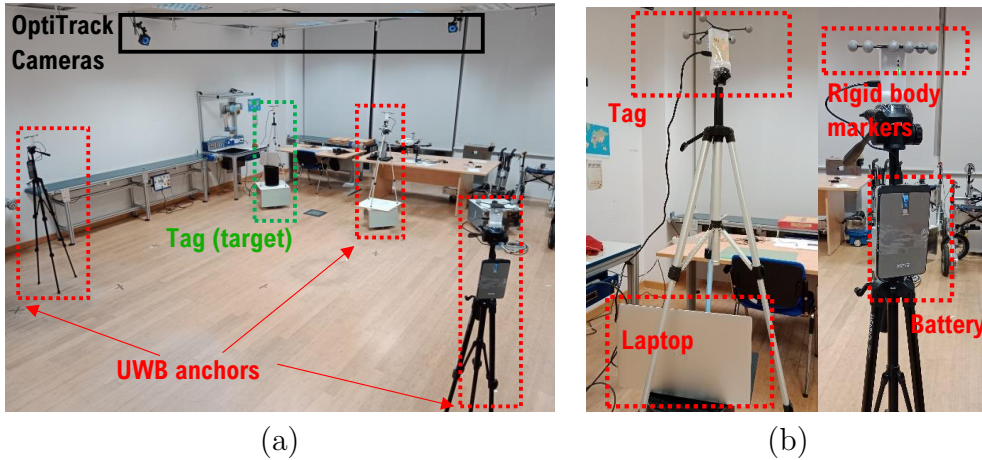 OptiTrack
Cameras
Tag (target)
UWB anchors
Tag
Rigid body
markers
Laptop
Battery
(a)
(b)